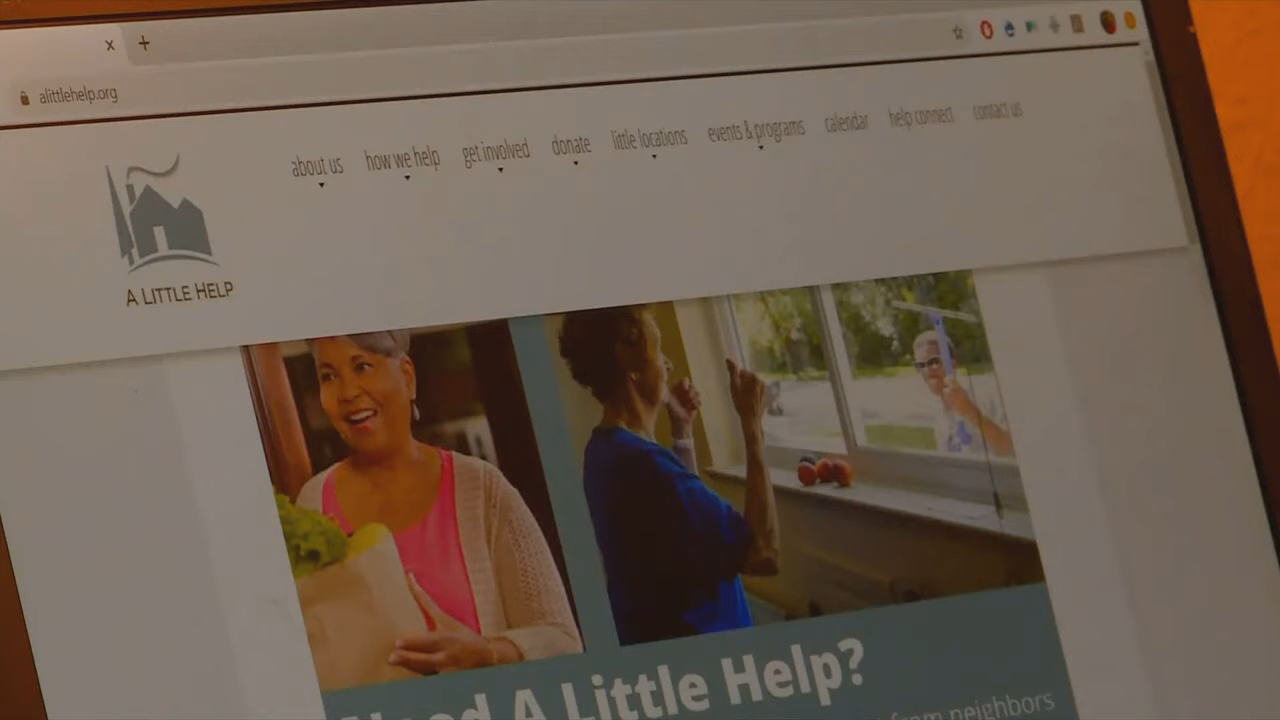 alittlehelp.org
about us how we help get involved donate little locations events & programs calendar help connect contact us
A LITTLE HELP
Need A Little Help?
from neighbors